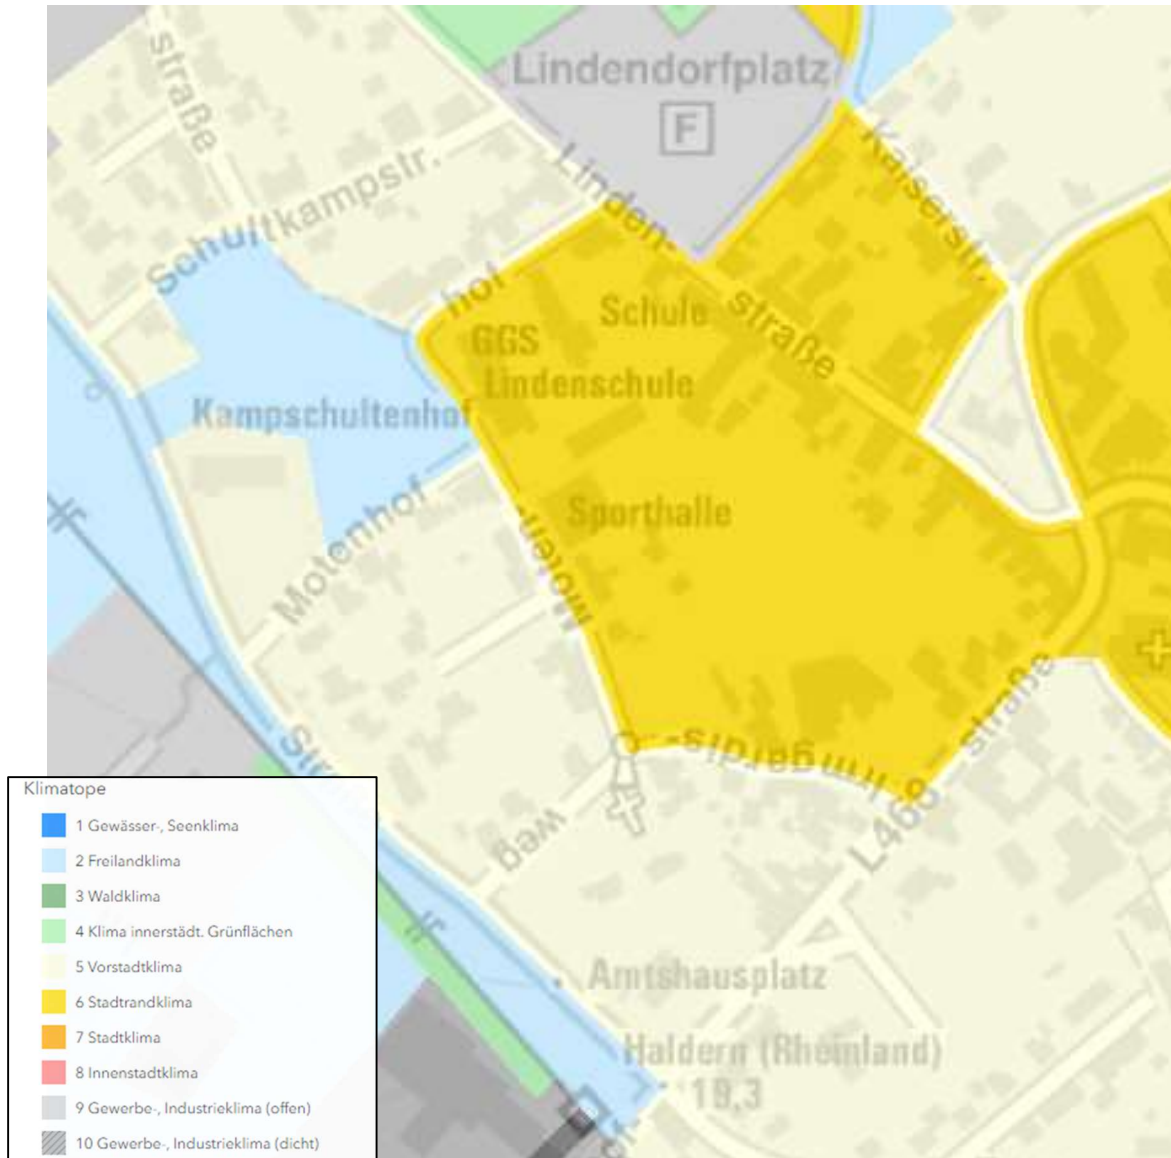 straße
Lindendorfplatz
F
Kaiserstr.
Schultkampstr.
Linden-
straße
hof
Schule
GGS
Lindenschule
Kampschultenhof
Motenhof
Sporthalle
Moten-
Irmgardis-
straße
L469
weg
Amtshausplatz
Haldern (Rheinland)
19.3
Klimatope
1 Gewässer-, Seenklima
2 Freilandklima
3 Waldklima
4 Klima innerstädt. Grünflächen
5 Vorstadtklima
6 Stadtrandklima
7 Stadtklima
8 Innenstadtklima
9 Gewerbe-, Industrieklima (offen)
10 Gewerbe-, Industrieklima (dicht)